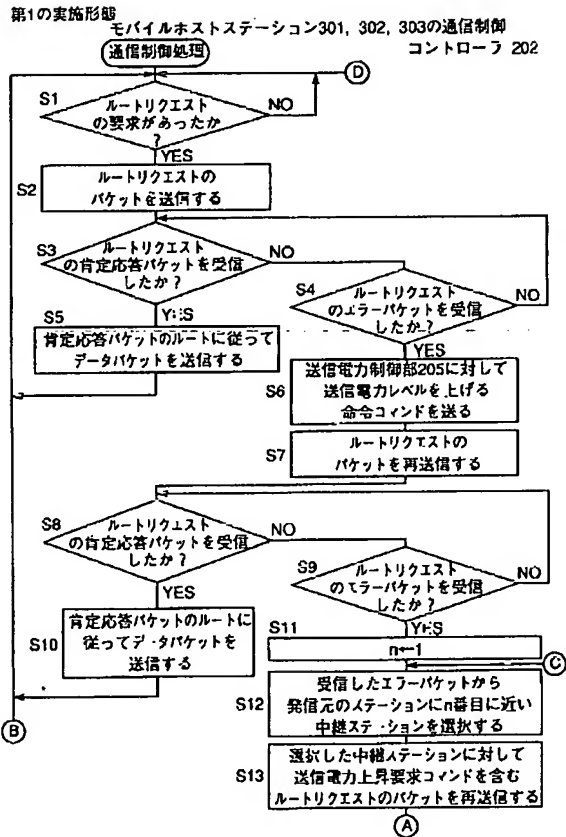 第1の実施形態
モバイルホストステーション301, 302, 303の通信制御
コントローラ 202
通信制御処理
D
S1
ルートリクエスト
の要求があったか
?
NO
YES
S2
ルートリクエストの
パケットを送信する
S3
ルートリクエスト
の肯定応答パケットを受信
したか?
NO
YES
S4
ルートリクエスト
のエラーパケットを受信
したか?
NO
YES
S5
肯定応答パケットのルートに従って
データパケットを送信する
S6
送信電力制御部205に対して
送信電力レベルを上げる
命令コマンドを送る
S7
ルートリクエストの
パケットを再送信する
S8
ルートリクエスト
の肯定応答パケットを受信
したか?
NO
YES
S9
ルートリクエスト
のエラーパケットを受信
したか?
NO
YES
S10
肯定応答パケットのルートに
従ってデータパケットを
送信する
S11
n←1
C
S12
受信したエラーパケットから
発信元のステーションにn番目に近い
中継ステーションを選択する
B
S13
選択した中継ステーションに対して
送信電力上昇要求コマンドを含む
ルートリクエストのパケットを再送信する
A